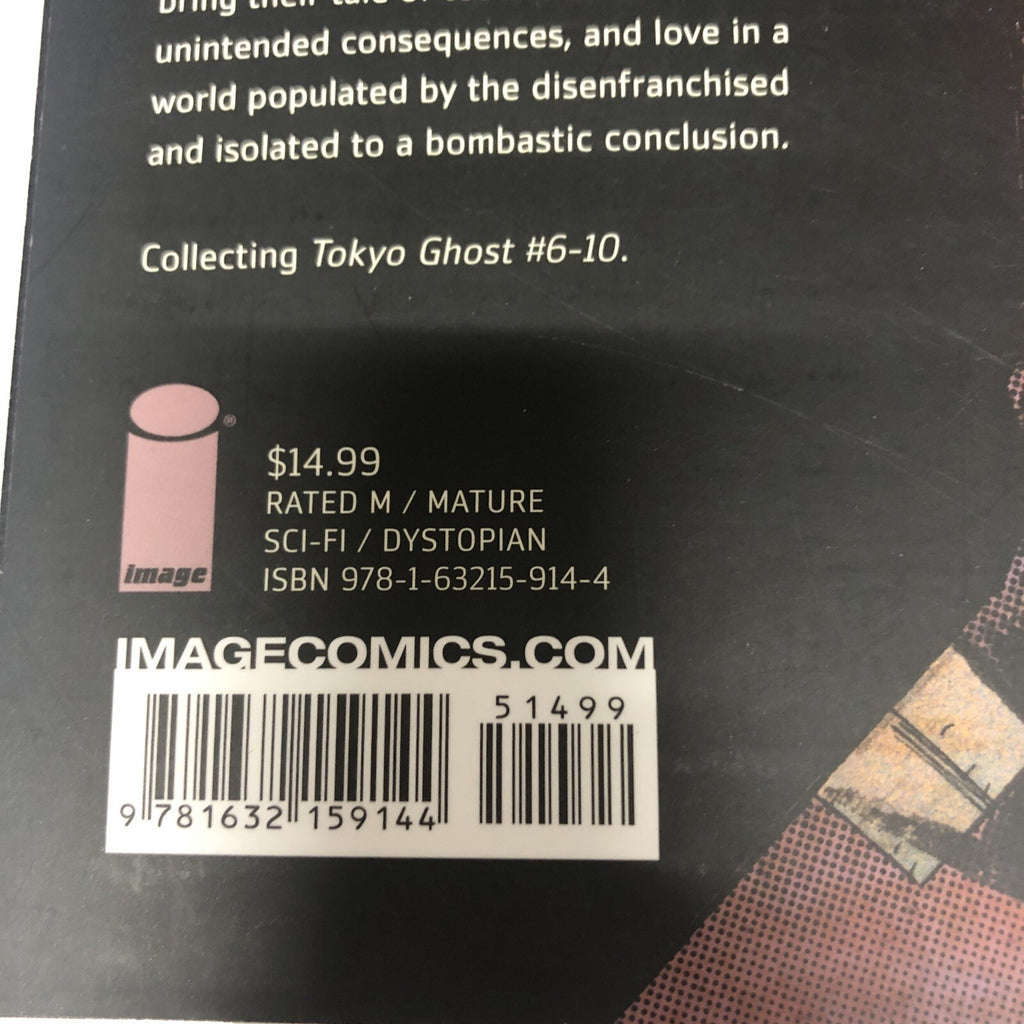 unintended consequences, and love in a
world populated by the disenfranchised
and isolated to a bombastic conclusion.
Collecting Tokyo Ghost #6-10.
®
image
$14.99
RATED M / MATURE
SCI-FI / DYSTOPIAN
ISBN 978-1-63215-914-4
IMAGECOMICS.COM
51499
9 781632 159144